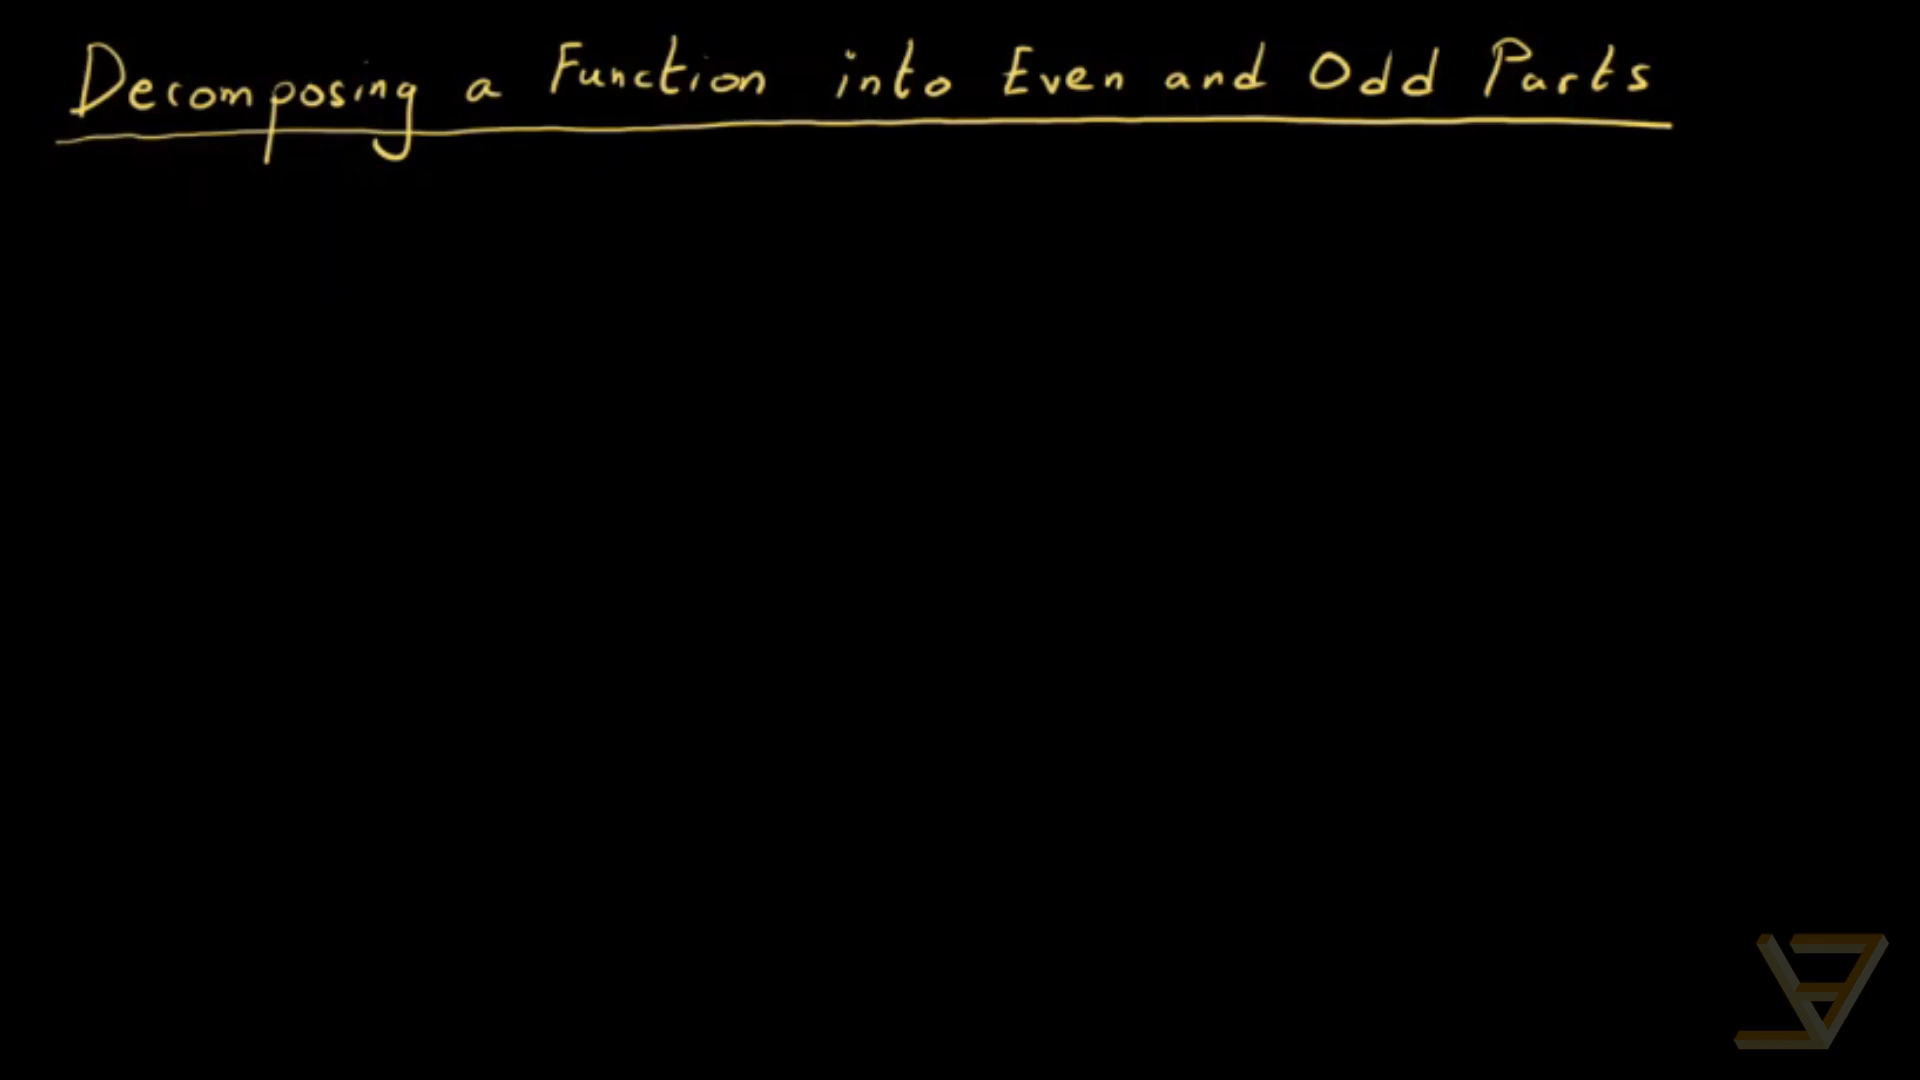 Decomposing a Function into Even and Odd Parts